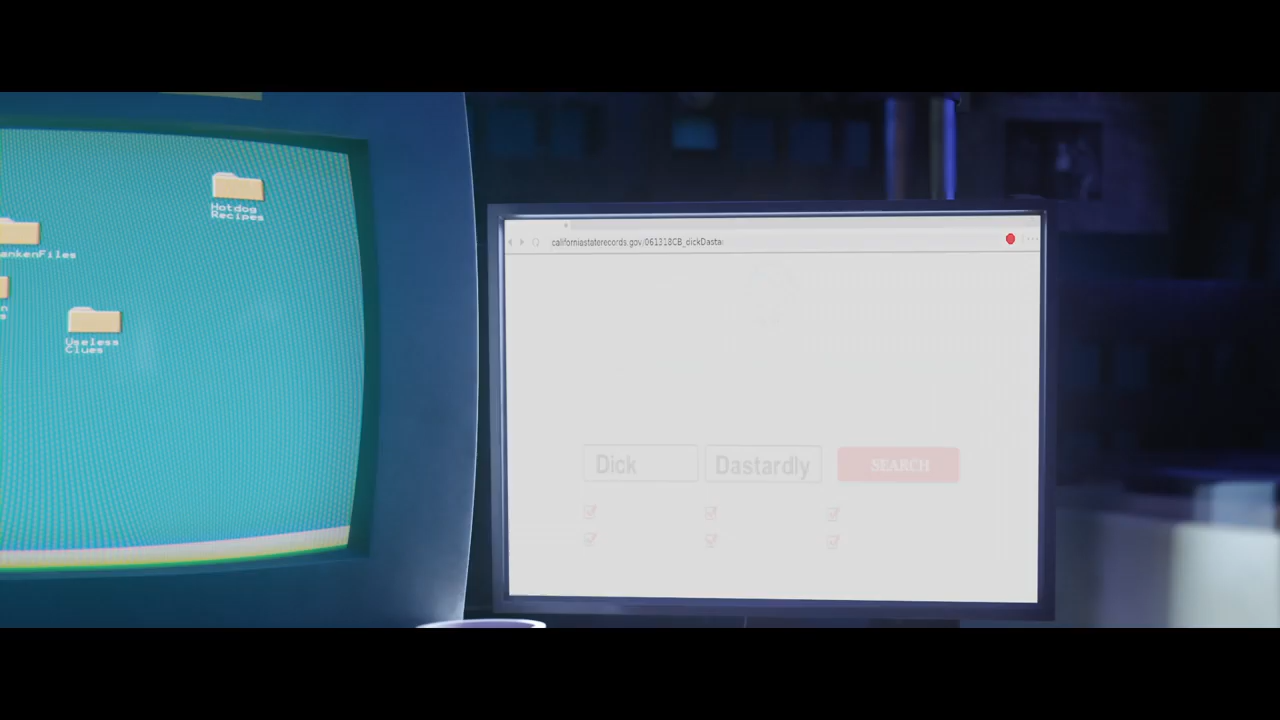 Hotdog
Recipes
ankenFiles
n
s
Useless
Clues
californiastaterecords.gov/061318CB_dickDasta
Dick
Dastardly
SEARCH